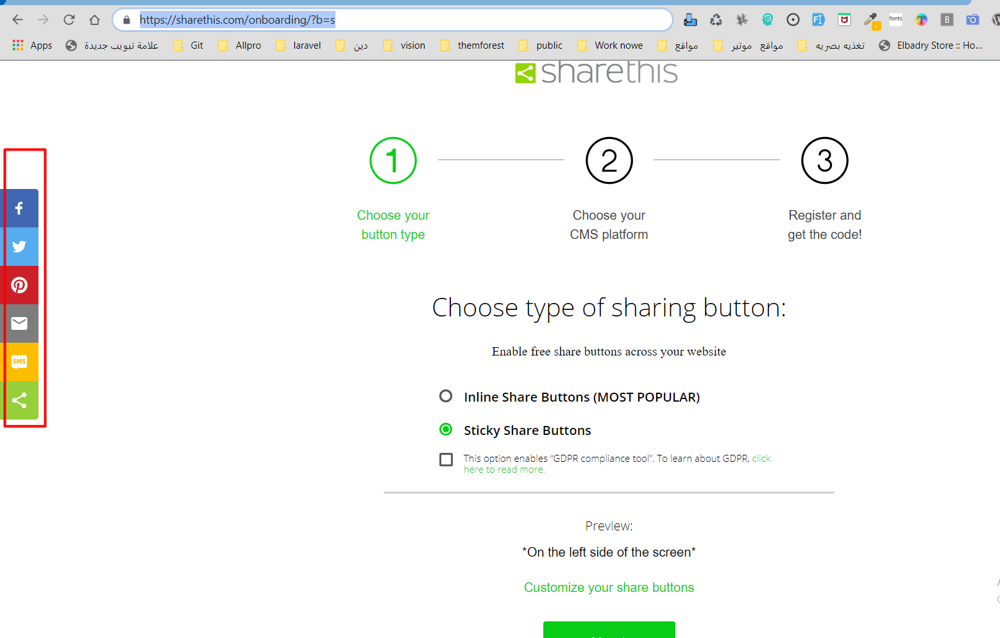 https://sharethis.com/onboarding/?b=s
FI
fonts
T
B
Apps
علامة تبويب جديدة
Git
Allpro
laravel
دين
vision
themforest
public
Work nowe
مواقع
مواقع موتير
تغذيه بصريه
Elbadry Store :: Ho...
sharethis
1
2
3
Choose your
button type
Choose your
CMS platform
Register and
get the code!
SMS
Choose type of sharing button:
Enable free share buttons across your website
Inline Share Buttons (MOST POPULAR)
Sticky Share Buttons
This option enables “GDPR compliance tool“. To learn about GDPR, click
here to read more.
Preview:
*On the left side of the screen*
Customize your share buttons